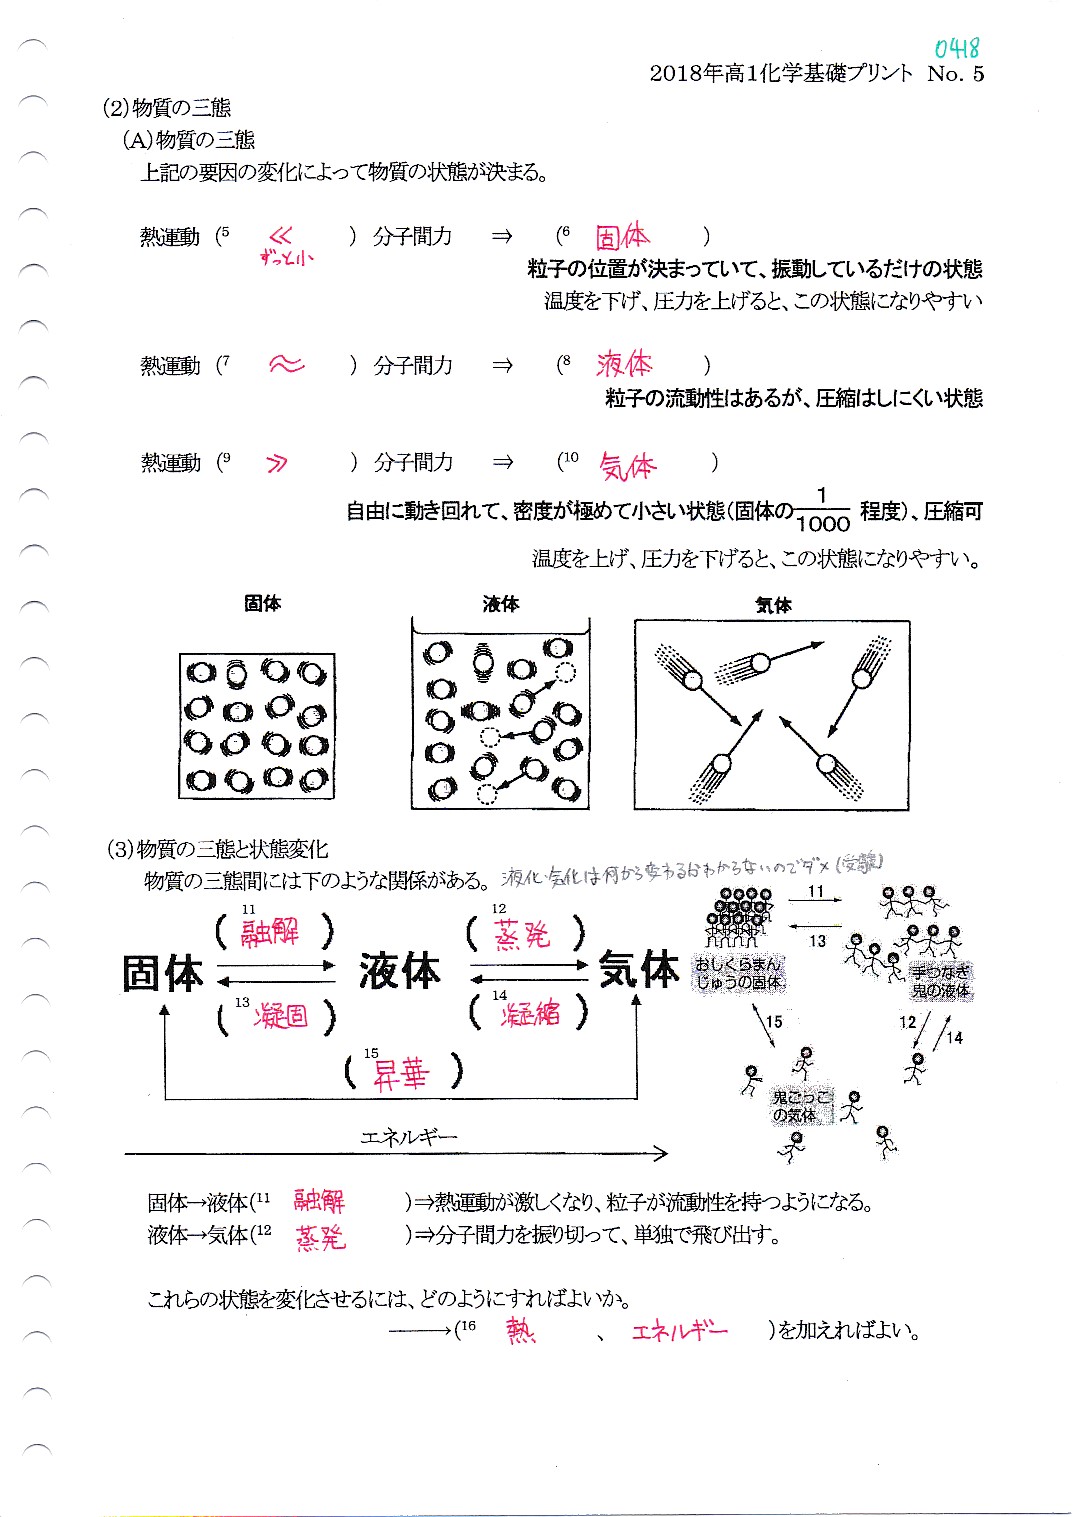 0418
2018年高1化学基礎プリント No. 5
(2)物質の三態
(A)物質の三態
上記の要因の変化によって物質の状態が決まる。
熱運動 (5 ≪ ) 分子間力 ⇒ (6 固体 )
ずっと小
粒子の位置が決まっていて、振動しているだけの状態
温度を下げ、圧力を上げると、この状態になりやすい
熱運動 (7 ≈ ) 分子間力 ⇒ (8 液体 )
粒子の流動性はあるが、圧縮はしにくい状態
熱運動 (9 ≫ ) 分子間力 ⇒ (10 気体 )
自由に動き回れて、密度が極めて小さい状態(固体の1/1000 程度)、圧縮可
温度を上げ、圧力を下げると、この状態になりやすい。
固体 液体 気体
(3)物質の三態と状態変化
物質の三態間には下のような関係がある。 液化・気化は何から変わるかわからないのでダメ(受験)
(11 融解 ) (12 蒸発 )
固体 液体 気体
(13 凝固 ) (14 凝縮 )
(15 昇華 )
エネルギー
11
13
おしくらまん
じゅうの固体
手つなぎ
鬼の液体
15
12
14
鬼ごっこ
の気体
固体→液体(11 融解 )⇒熱運動が激しくなり、粒子が流動性を持つようになる。
液体→気体(12 蒸発 )⇒分子間力を振り切って、単独で飛び出す。
これらの状態を変化させるには、どのようにすればよいか。
→(16 熱 、 エネルギー )を加えればよい。